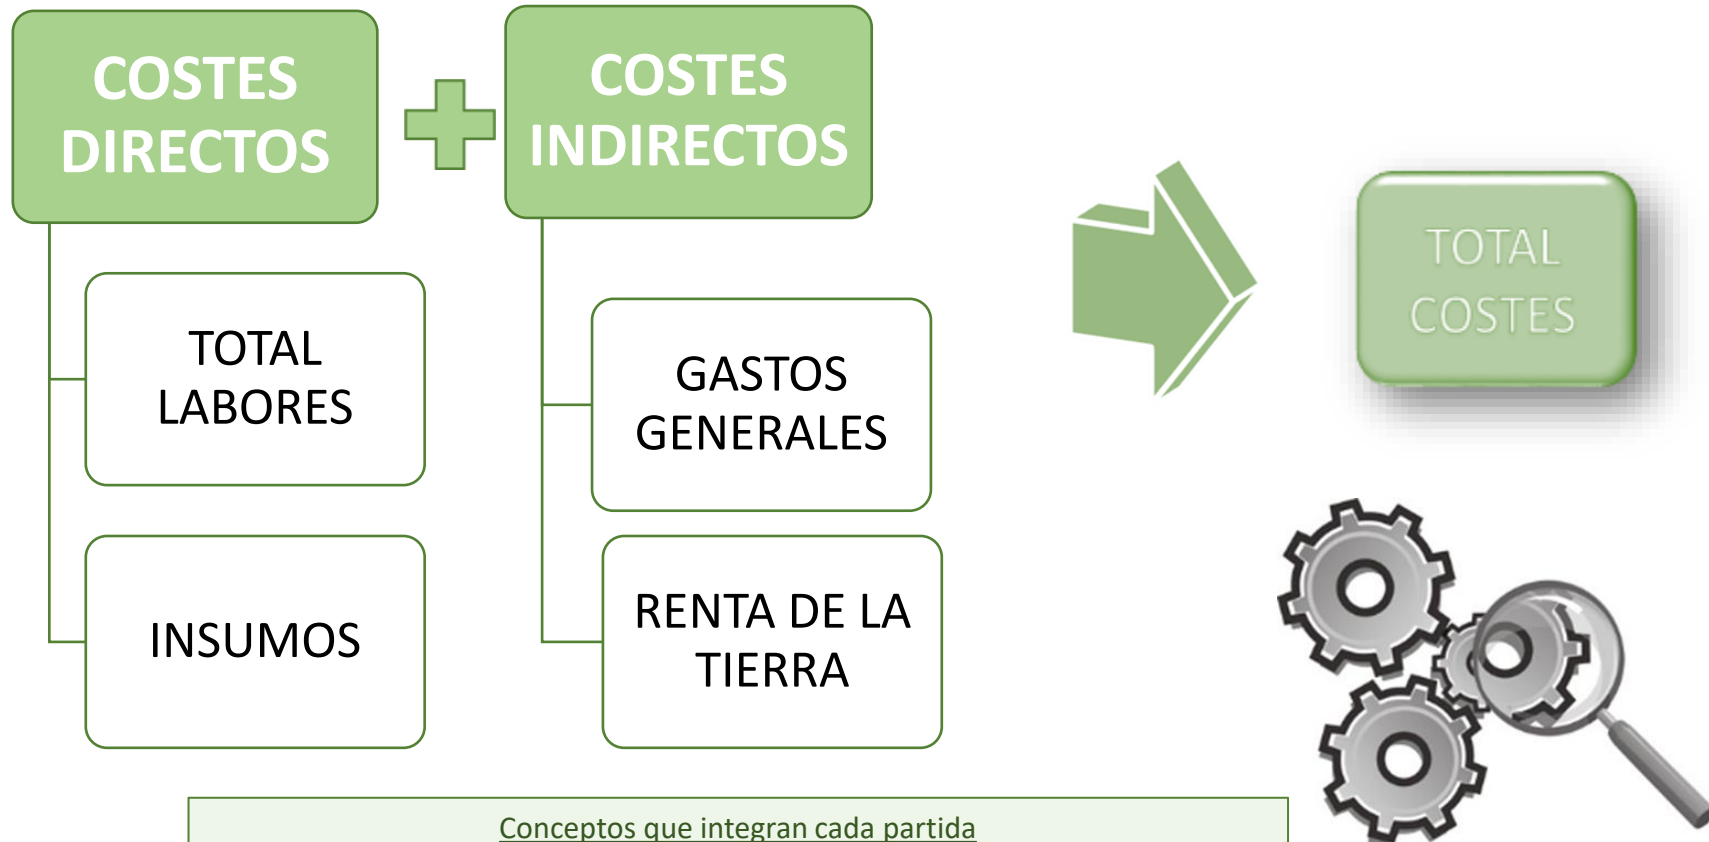 COSTES
DIRECTOS
COSTES
INDIRECTOS
TOTAL
LABORES
INSUMOS
GASTOS
GENERALES
RENTA DE LA
TIERRA
TOTAL
COSTES
Conceptos que integran cada partida